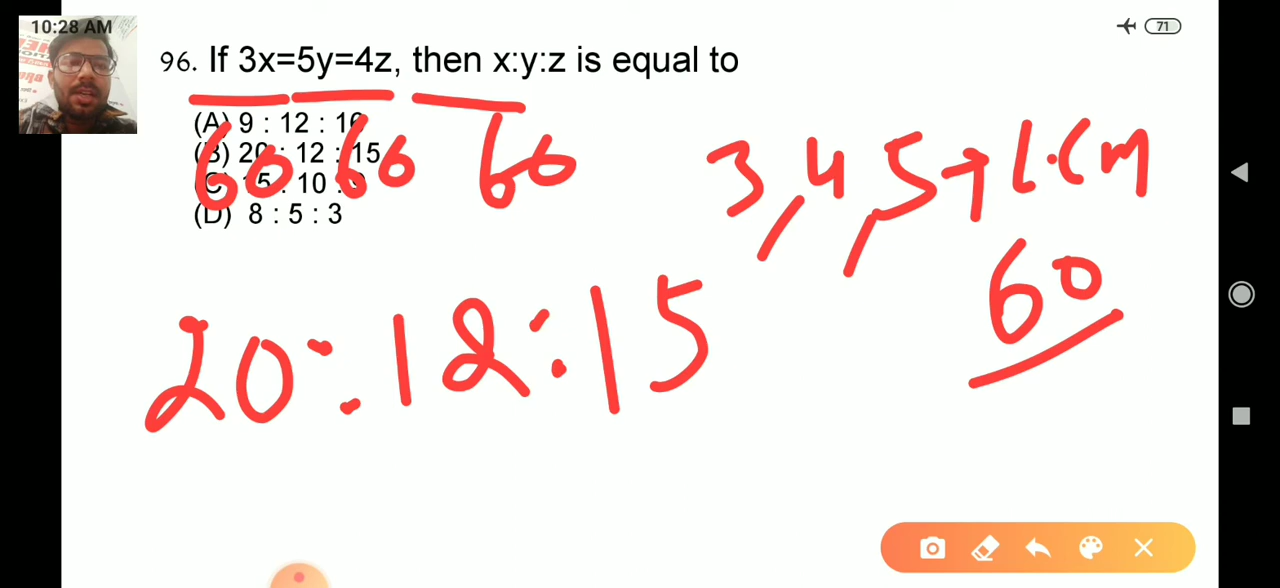 10:28 AM
71
96. If 3x=5y=4z, then x:y:z is equal to
(A) 9 : 12 : 16
(B) 20 : 12 : 15
(C) 15 : 10 : 9
(D) 8 : 5 : 3
60 60 60
3, 4, 5 → L.C.M
60
20:12:15